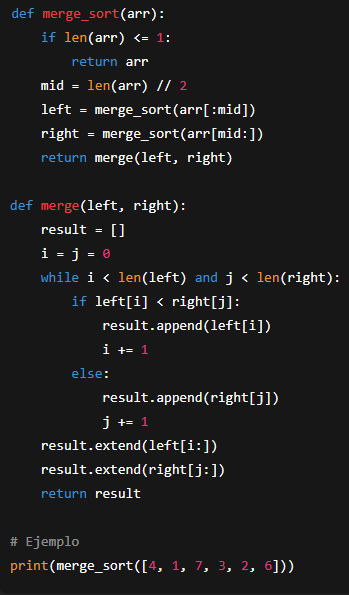 def merge_sort(arr):
    if len(arr) <= 1:
        return arr
    mid = len(arr) // 2
    left = merge_sort(arr[:mid])
    right = merge_sort(arr[mid:])
    return merge(left, right)

def merge(left, right):
    result = []
    i = j = 0
    while i < len(left) and j < len(right):
        if left[i] < right[j]:
            result.append(left[i])
            i += 1
        else:
            result.append(right[j])
            j += 1
    result.extend(left[i:])
    result.extend(right[j:])
    return result

# Ejemplo
print(merge_sort([4, 1, 7, 3, 2, 6]))